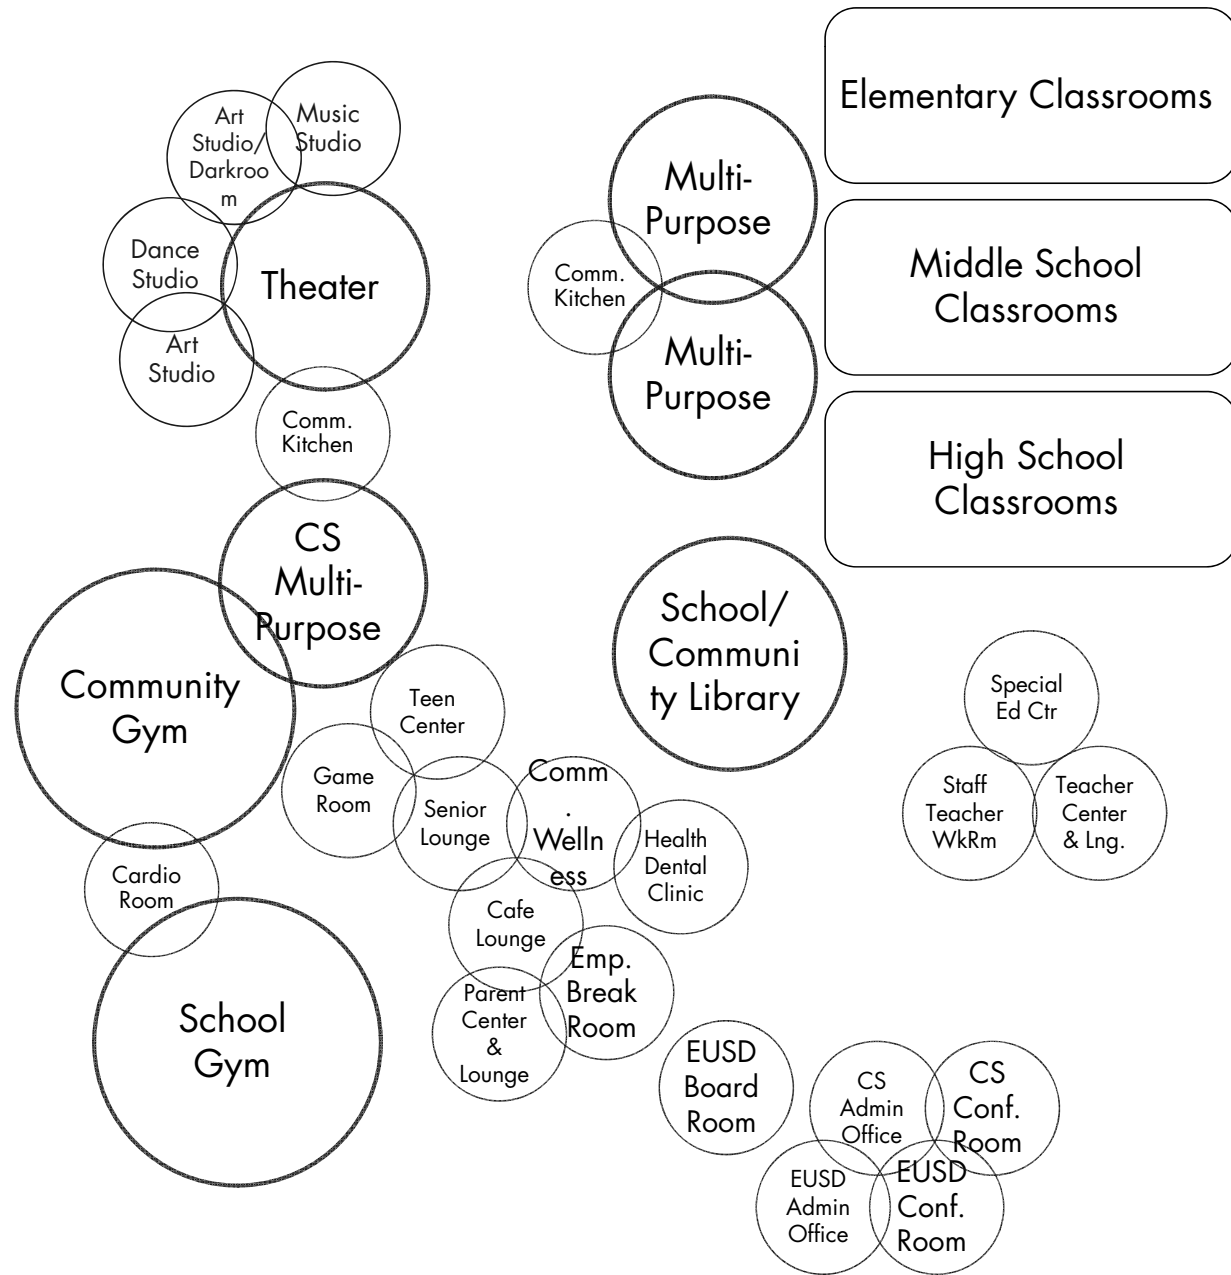 Elementary Classrooms
Music
Studio
Art
Studio/
Darkroo
m
Multi-
Purpose
Middle School
Classrooms
Dance
Studio
Theater
Comm.
Kitchen
Art
Studio
Multi-
Purpose
Comm.
Kitchen
High School
Classrooms
CS
Multi-
Purpose
School/
Communi
ty Library
Community
Gym
Teen
Center
Special
Ed Ctr
Game
Room
Senior
Lounge
Comm
.
Welln
ess
Health
Dental
Clinic
Staff
Teacher
WkRm
Teacher
Center
& Lng.
Cardio
Room
Cafe
Lounge
Emp.
Break
Room
Parent
Center
&
Lounge
School
Gym
EUSD
Board
Room
CS
Admin
Office
CS
Conf.
Room
EUSD
Admin
Office
EUSD
Conf.
Room